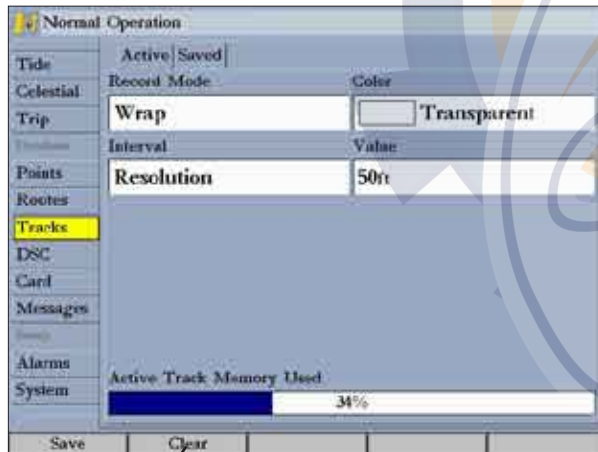 Normal Operation
Tide
Celestial
Trip
Points
Routes
Tracks
DSC
Card
Messages
Alarms
System
Active Saved
Record Mode
Color
Wrap
Transparent
Interval
Value
Resolution
50ft
Active Track Memory Used
34%
Save
Clear